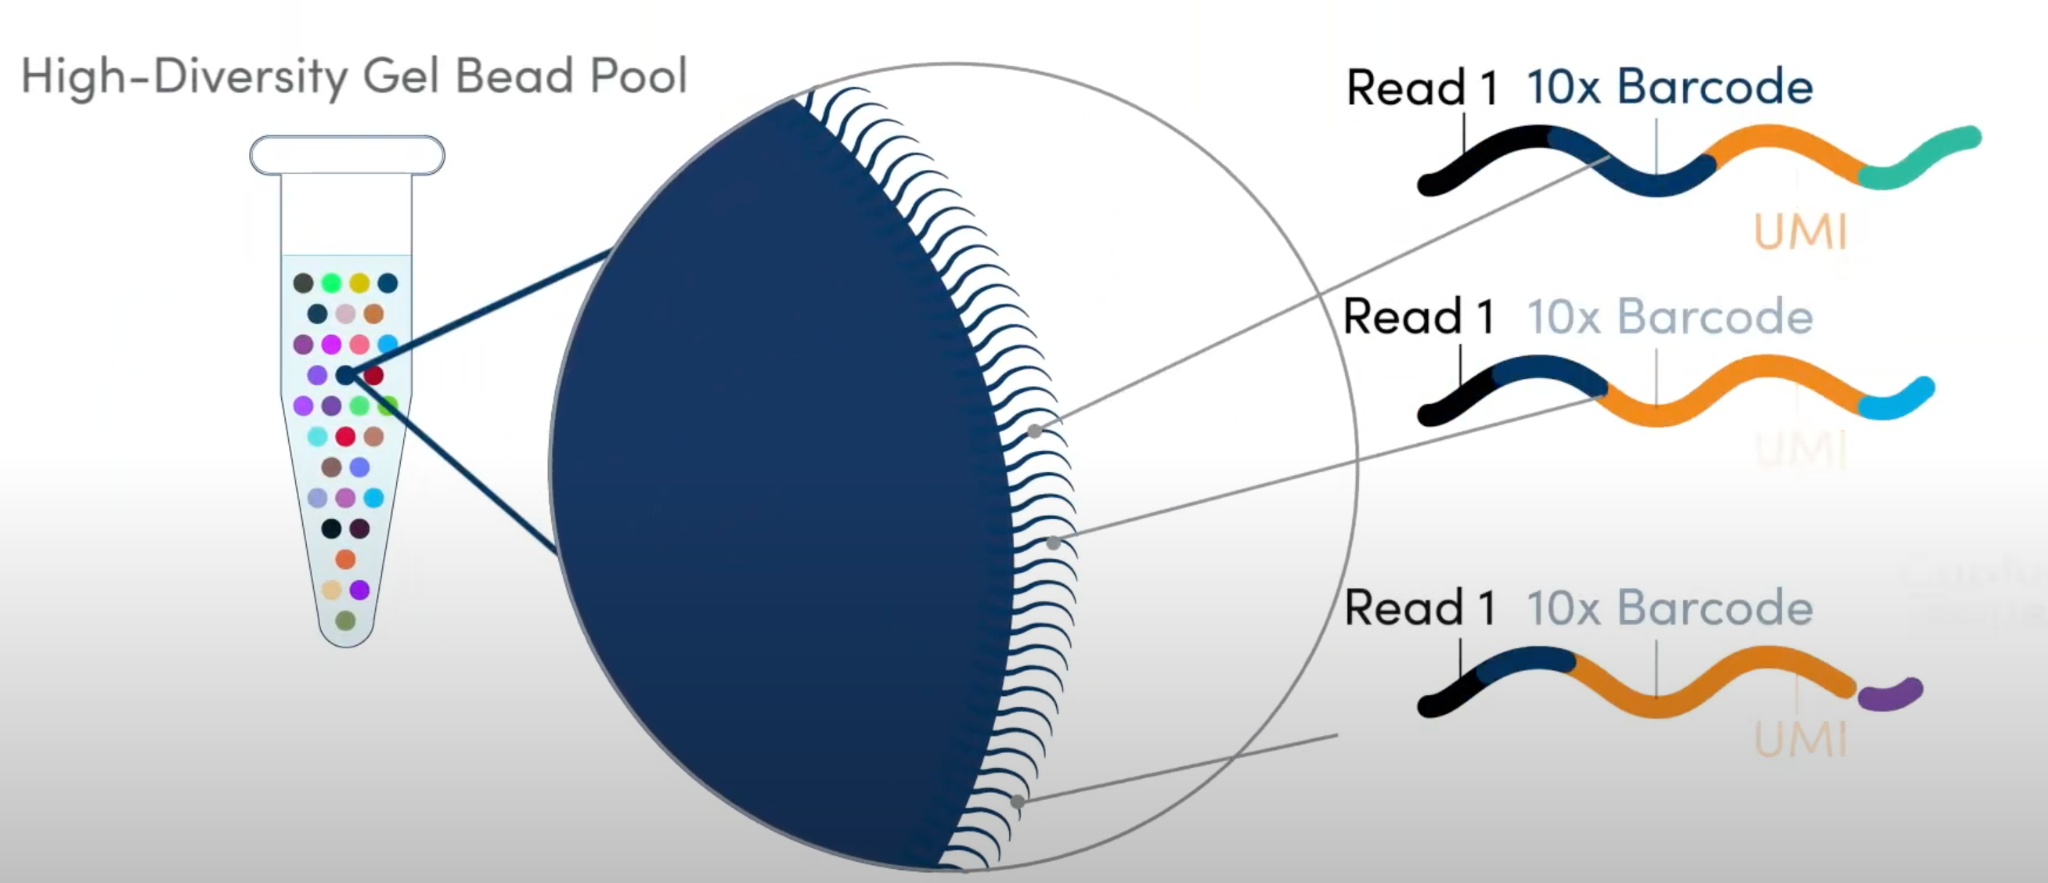 High-Diversity Gel Bead Pool
Read 1 10x Barcode
UMI
Read 1 10x Barcode
UMI
Read 1 10x Barcode
UMI